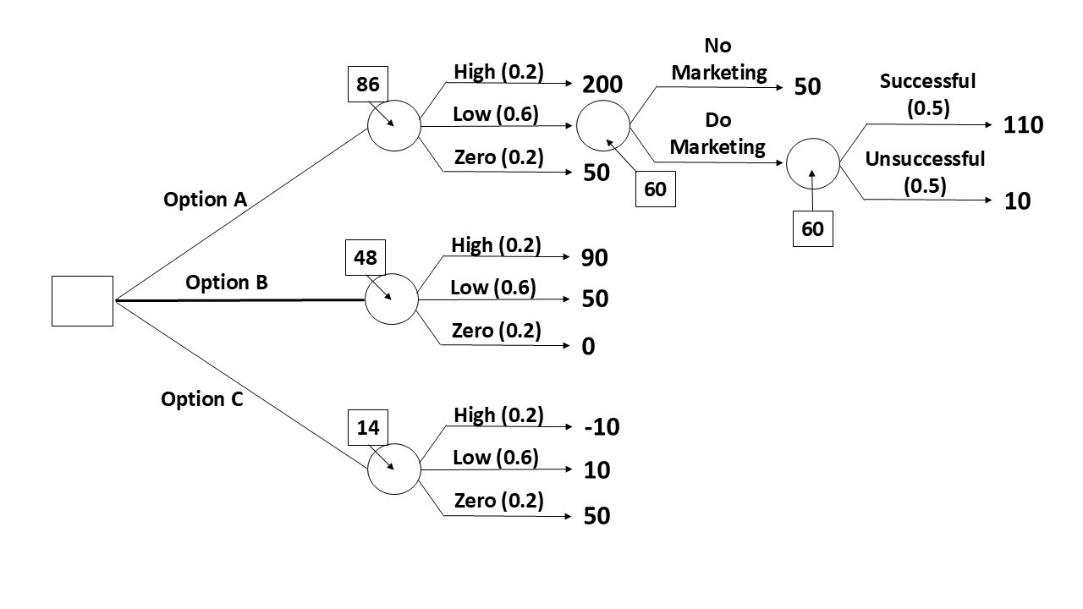 No
Marketing
50
Successful
(0.5)
110
86
High (0.2)
200
Low (0.6)
Do
Marketing
Unsuccessful
(0.5)
10
Zero (0.2)
50
60
60
Option A
48
High (0.2)
90
Option B
Low (0.6)
50
Zero (0.2)
0
Option C
14
High (0.2)
-10
Low (0.6)
10
Zero (0.2)
50